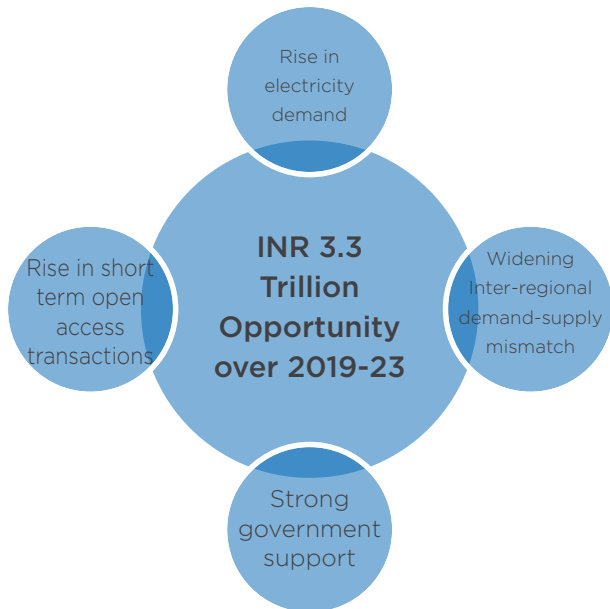 Rise in
electricity
demand
INR 3.3
Trillion
Opportunity
over 2019-23
Rise in short
term open
access
transactions
Widening
Inter-regional
demand-supply
mismatch
Strong
government
support